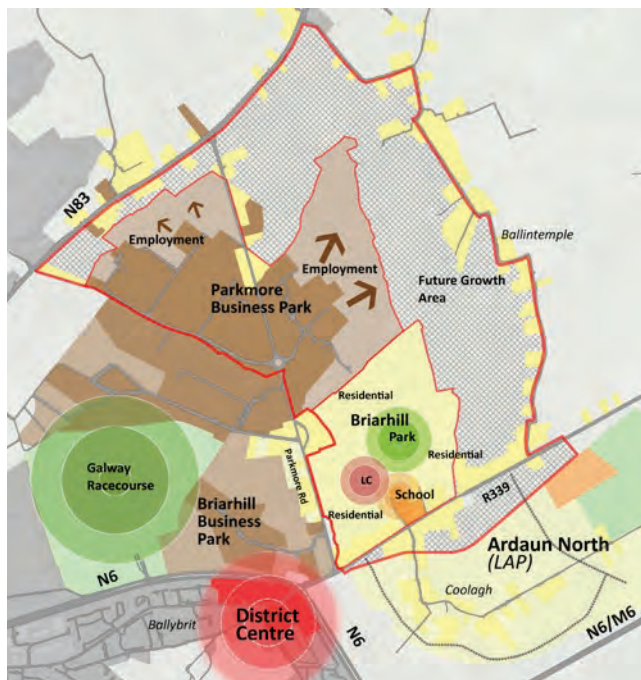 N83
Employment
Employment
Parkmore
Business Park
Ballintemple
Future Growth
Area
Residential
Briarhill
Park
Residential
LC
School
Residential
Parkmore Rd
Galway
Racecourse
Briarhill
Business
Park
R339
Ardaun North
(LAP)
N6
Coolagh
Ballybrit
District
Centre
N6
N6/M6